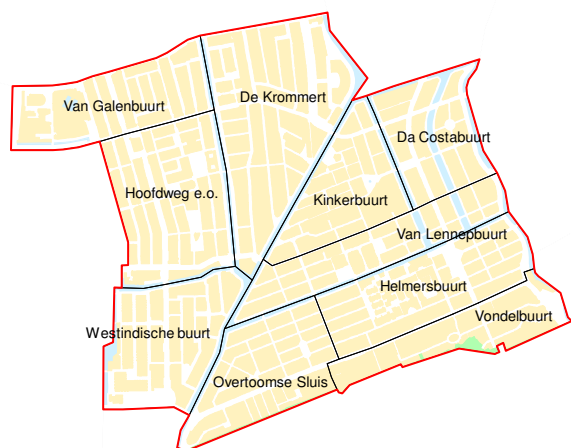 De Krommert
Van Galenbuurt
Da Costabuurt
Hoofdweg e.o.
Kinkerbuurt
Van Lennepbuurt
Helmersbuurt
Vondelbuurt
Westindische buurt
Overtoomse Sluis